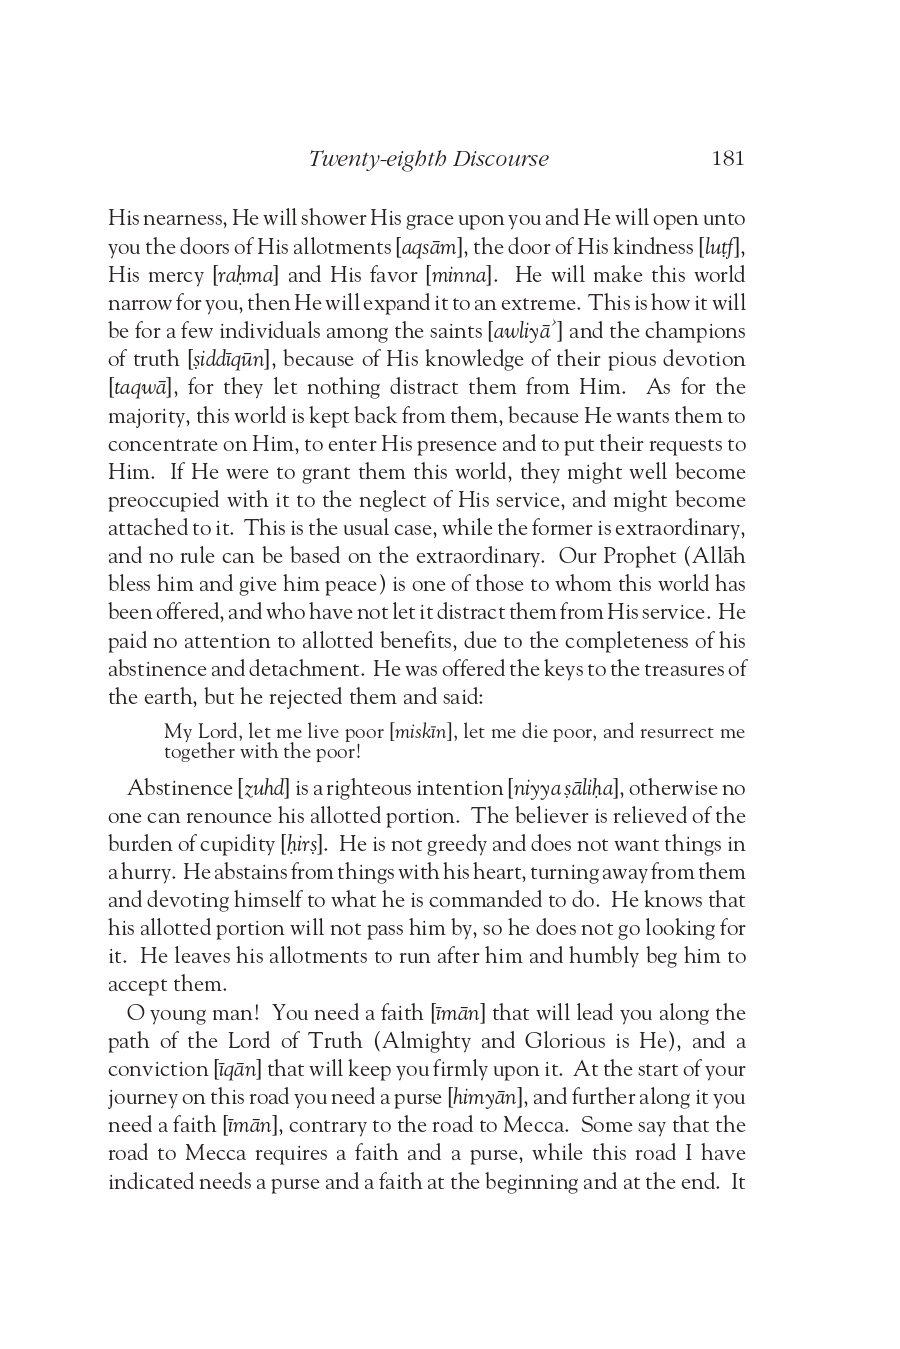 Twenty-eighth Discourse 181
His nearness, He will shower His grace upon you and He will open unto
you the doors of His allotments [aqsām], the door of His kindness [luṭf],
His mercy [raḥma] and His favor [minna]. He will make this world
narrow for you, then He will expand it to an extreme. This is how it will
be for a few individuals among the saints [awliyāʾ] and the champions
of truth [ṣiddīqūn], because of His knowledge of their pious devotion
[taqwā], for they let nothing distract them from Him. As for the
majority, this world is kept back from them, because He wants them to
concentrate on Him, to enter His presence and to put their requests to
Him. If He were to grant them this world, they might well become
preoccupied with it to the neglect of His service, and might become
attached to it. This is the usual case, while the former is extraordinary,
and no rule can be based on the extraordinary. Our Prophet (Allāh
bless him and give him peace) is one of those to whom this world has
been offered, and who have not let it distract them from His service. He
paid no attention to allotted benefits, due to the completeness of his
abstinence and detachment. He was offered the keys to the treasures of
the earth, but he rejected them and said:
My Lord, let me live poor [miskīn], let me die poor, and resurrect me
together with the poor!
Abstinence [zuhd] is a righteous intention [niyya ṣāliḥa], otherwise no
one can renounce his allotted portion. The believer is relieved of the
burden of cupidity [ḥirṣ]. He is not greedy and does not want things in
a hurry. He abstains from things with his heart, turning away from them
and devoting himself to what he is commanded to do. He knows that
his allotted portion will not pass him by, so he does not go looking for
it. He leaves his allotments to run after him and humbly beg him to
accept them.
O young man! You need a faith [īmān] that will lead you along the
path of the Lord of Truth (Almighty and Glorious is He), and a
conviction [īqān] that will keep you firmly upon it. At the start of your
journey on this road you need a purse [himyān], and further along it you
need a faith [īmān], contrary to the road to Mecca. Some say that the
road to Mecca requires a faith and a purse, while this road I have
indicated needs a purse and a faith at the beginning and at the end. It